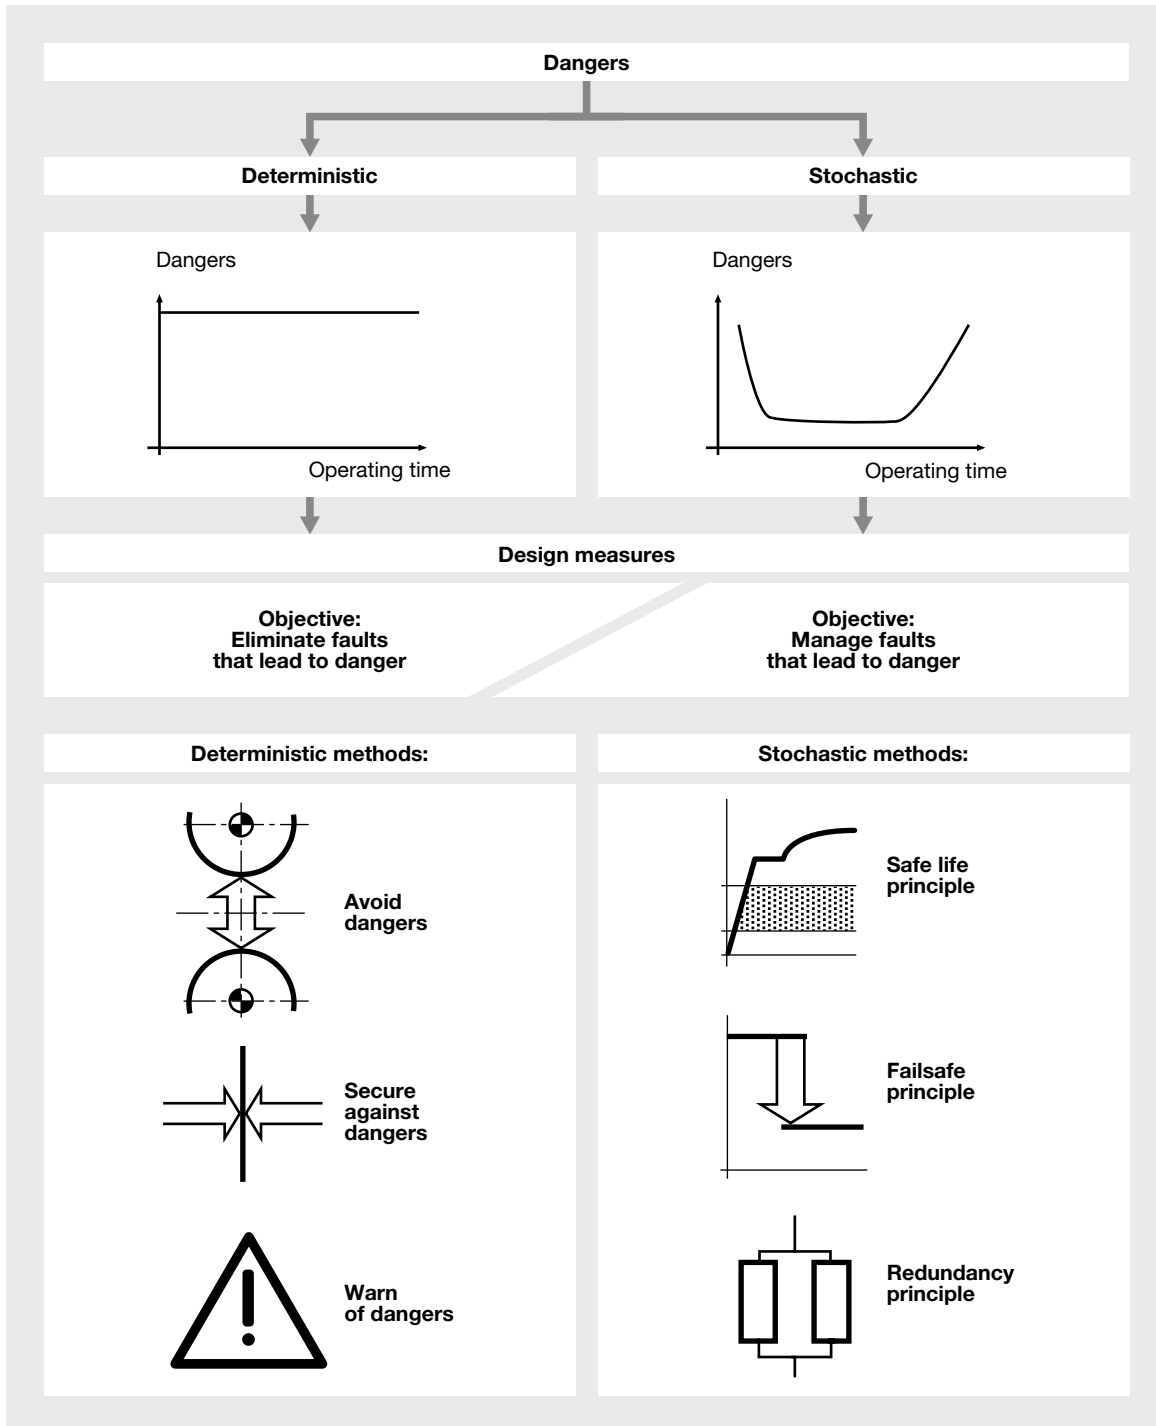 Dangers
Deterministic
Stochastic
Dangers
Operating time
Dangers
Operating time
Design measures
Objective:
Eliminate faults
that lead to danger
Objective:
Manage faults
that lead to danger
Deterministic methods:
Avoid
dangers
Secure
against
dangers
Warn
of dangers
Stochastic methods:
Safe life
principle
Failsafe
principle
Redundancy
principle